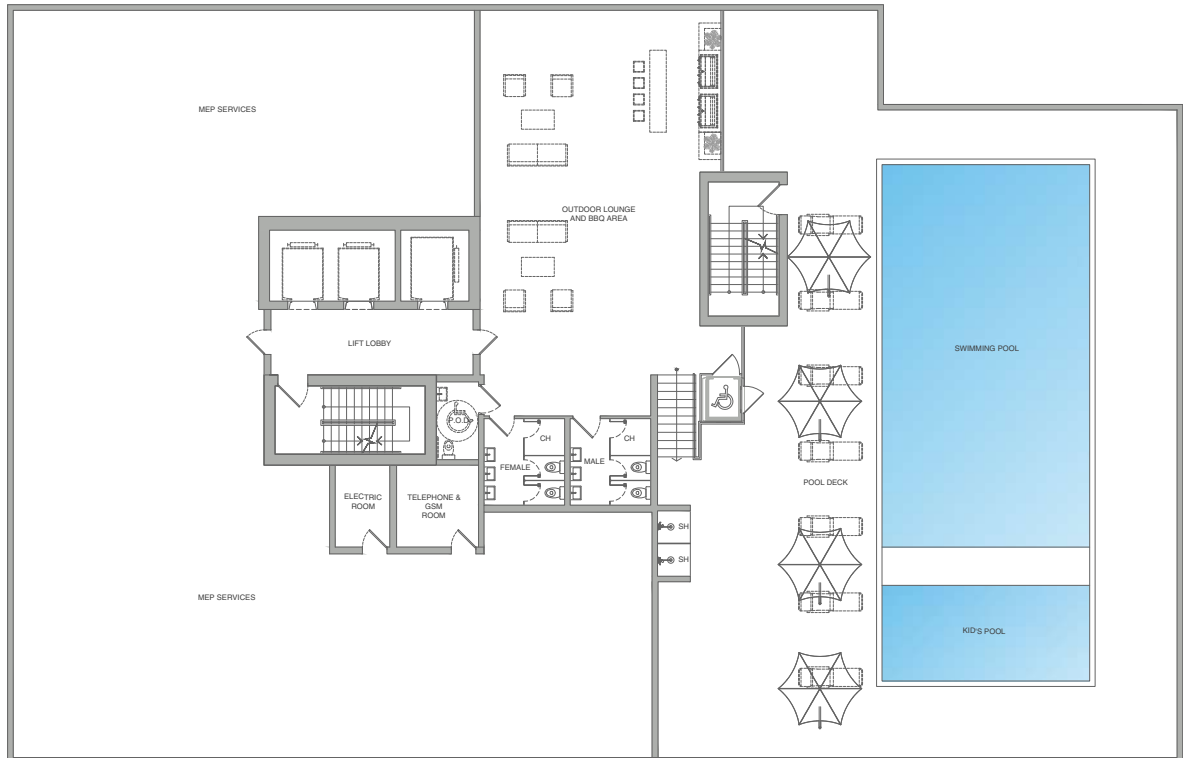 MEP SERVICES
OUTDOOR LOUNGE
AND BBQ AREA
LIFT LOBBY
SWIMMING POOL
P.O.D
CH
CH
FEMALE
MALE
POOL DECK
ELECTRIC
ROOM
TELEPHONE &
GSM
ROOM
SH
SH
MEP SERVICES
KID'S POOL